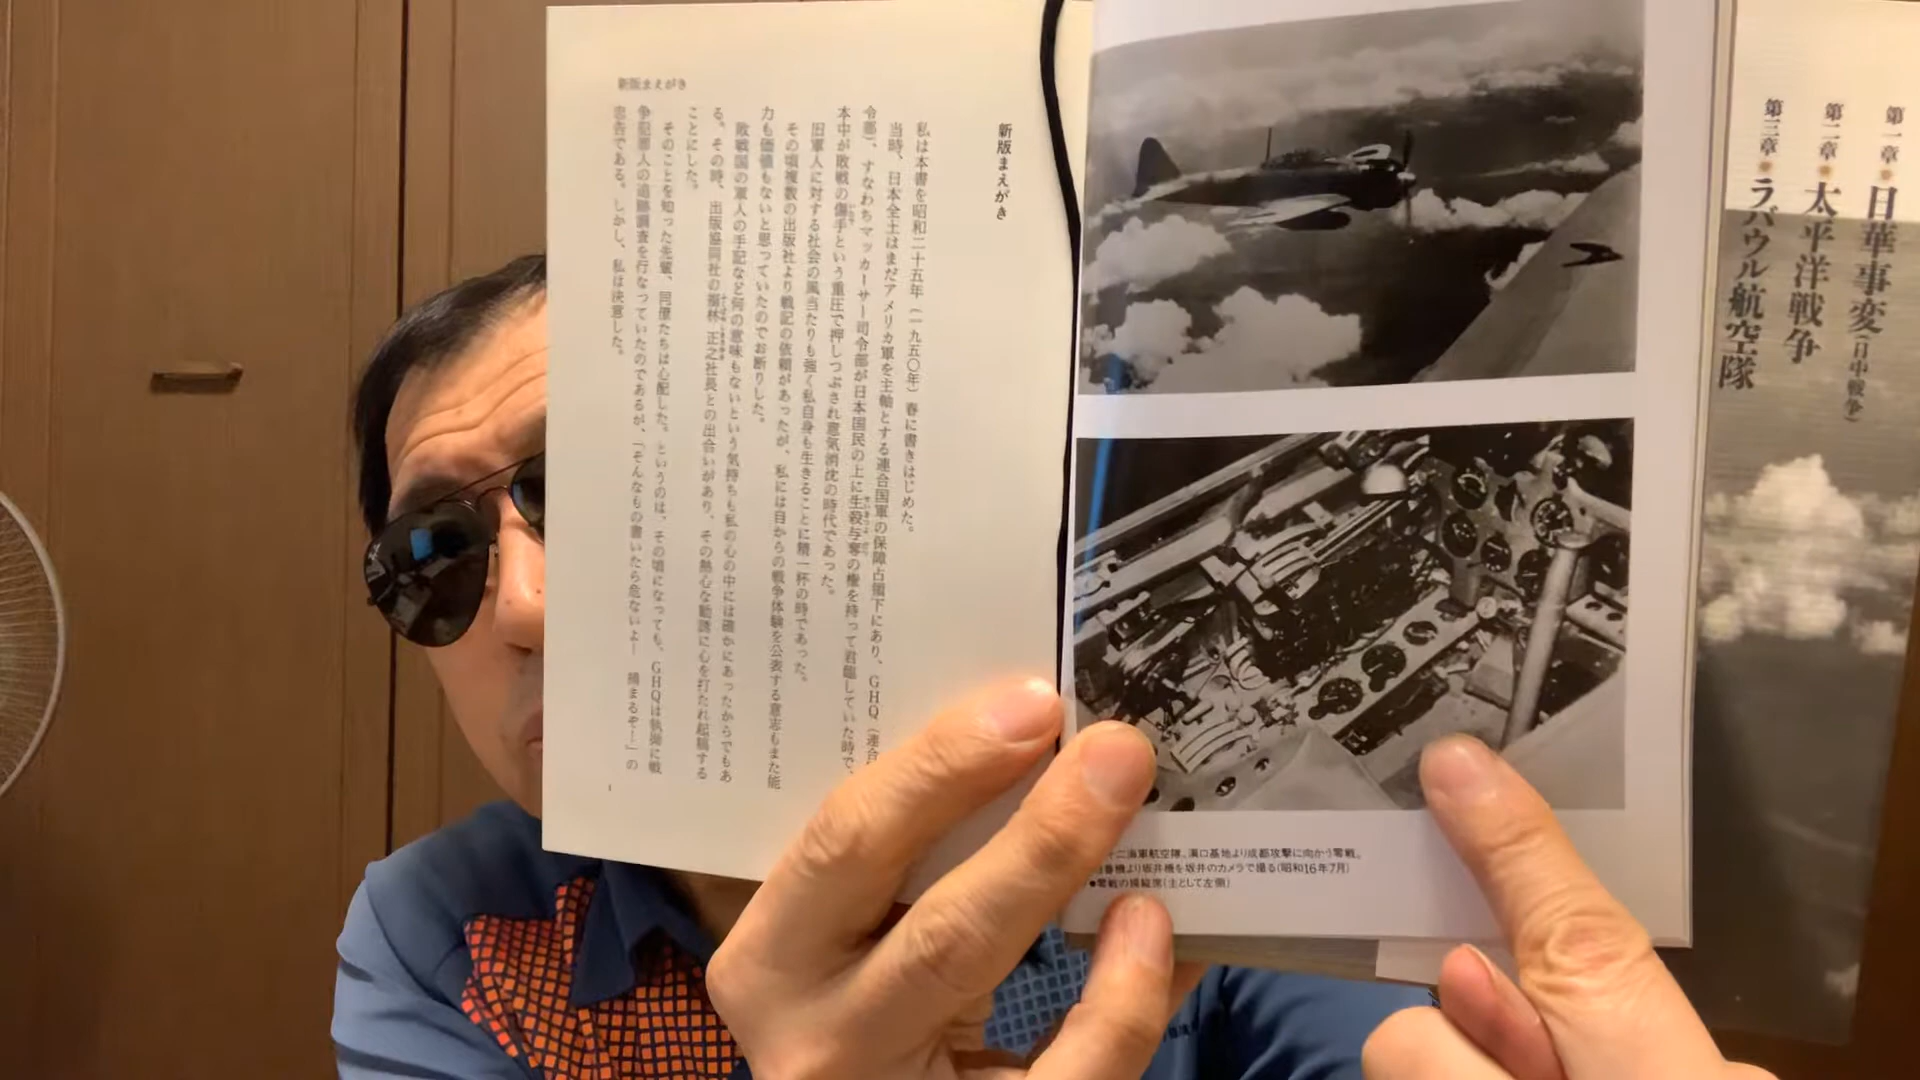 第一章●日華事変(日中戦争)
第二章●太平洋戦争
第三章●ラバウル航空隊
十二海軍航空隊、漢口基地より成都攻撃に向かう零戦。
番機より坂井機を坂井のカメラで撮る(昭和16年7月)
●零戦の操縦席(主として左側)
新版まえがき
私は本書を昭和二十五年(一九五〇年)春に書きはじめた。
当時、日本全土はまだアメリカ軍を主軸とする連合国軍の保障占領下にあり、GHQ(連合
令部)、すなわちマッカーサー司令部が日本国民の上に生殺与奪の権を持って君臨していた時で、
本中が敗戦の傷手という重圧で押しつぶされ意気消沈の時代であった。
旧軍人に対する社会の風当たりも強く私自身も生きることに精一杯の時であった。
その頃複数の出版社より戦記の依頼があったが、私には自からの戦争体験を公表する意志もまた能
力も価値もないと思っていたのでお断りした。
敗戦国の軍人の手記など何の意味もないという気持ちも私の心の中には確かにあったからでもあ
る。その時、出版協同社の福林正之社長との出合いがあり、その熱心な勧誘に心を打たれ起稿する
ことにした。
そのことを知った先輩、同僚たちは心配した。というのは、その頃になっても、GHQは執拗に戦
争犯罪人の追跡調査を行なっていたのであるが、「そんなもの書いたら危ないよ! 捕まるぞ!」の
忠告である。しかし、私は決意した。
新版まえがき
1